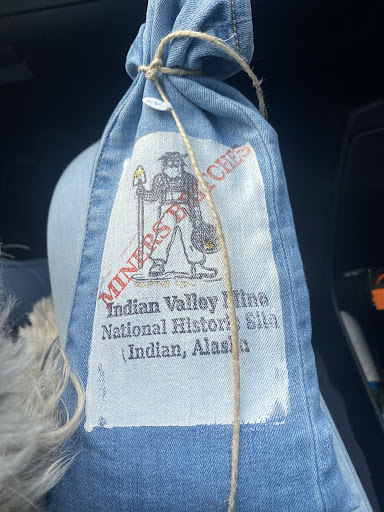 MINERS BRITCHES
Indian Valley Mine
National Historic Site
(Indian, Alaska